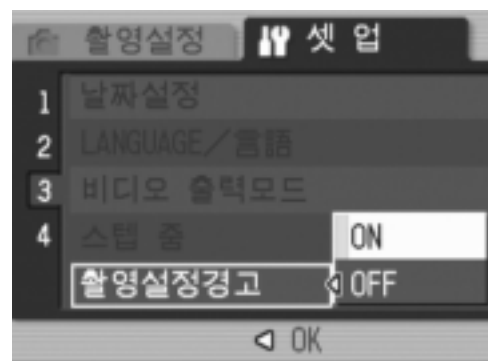 촬영설정 셋 업
1 날짜설정
2 LANGUAGE/言語
3 비디오 출력모드
4 스텝 줌 ON
촬영설정경고 OFF
OK